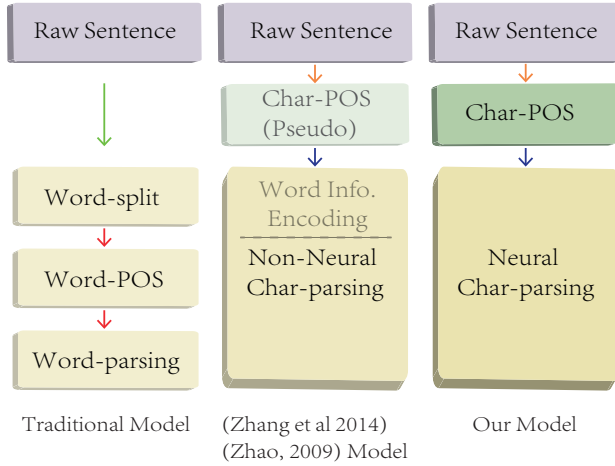 Raw Sentence
Raw Sentence
Raw Sentence
Char-POS
(Pseudo)
Char-POS
Word-split
Word-POS
Word-parsing
Word Info.
Encoding
Non-Neural
Char-parsing
Neural
Char-parsing
Traditional Model
(Zhang et al 2014)
(Zhao, 2009) Model
Our Model